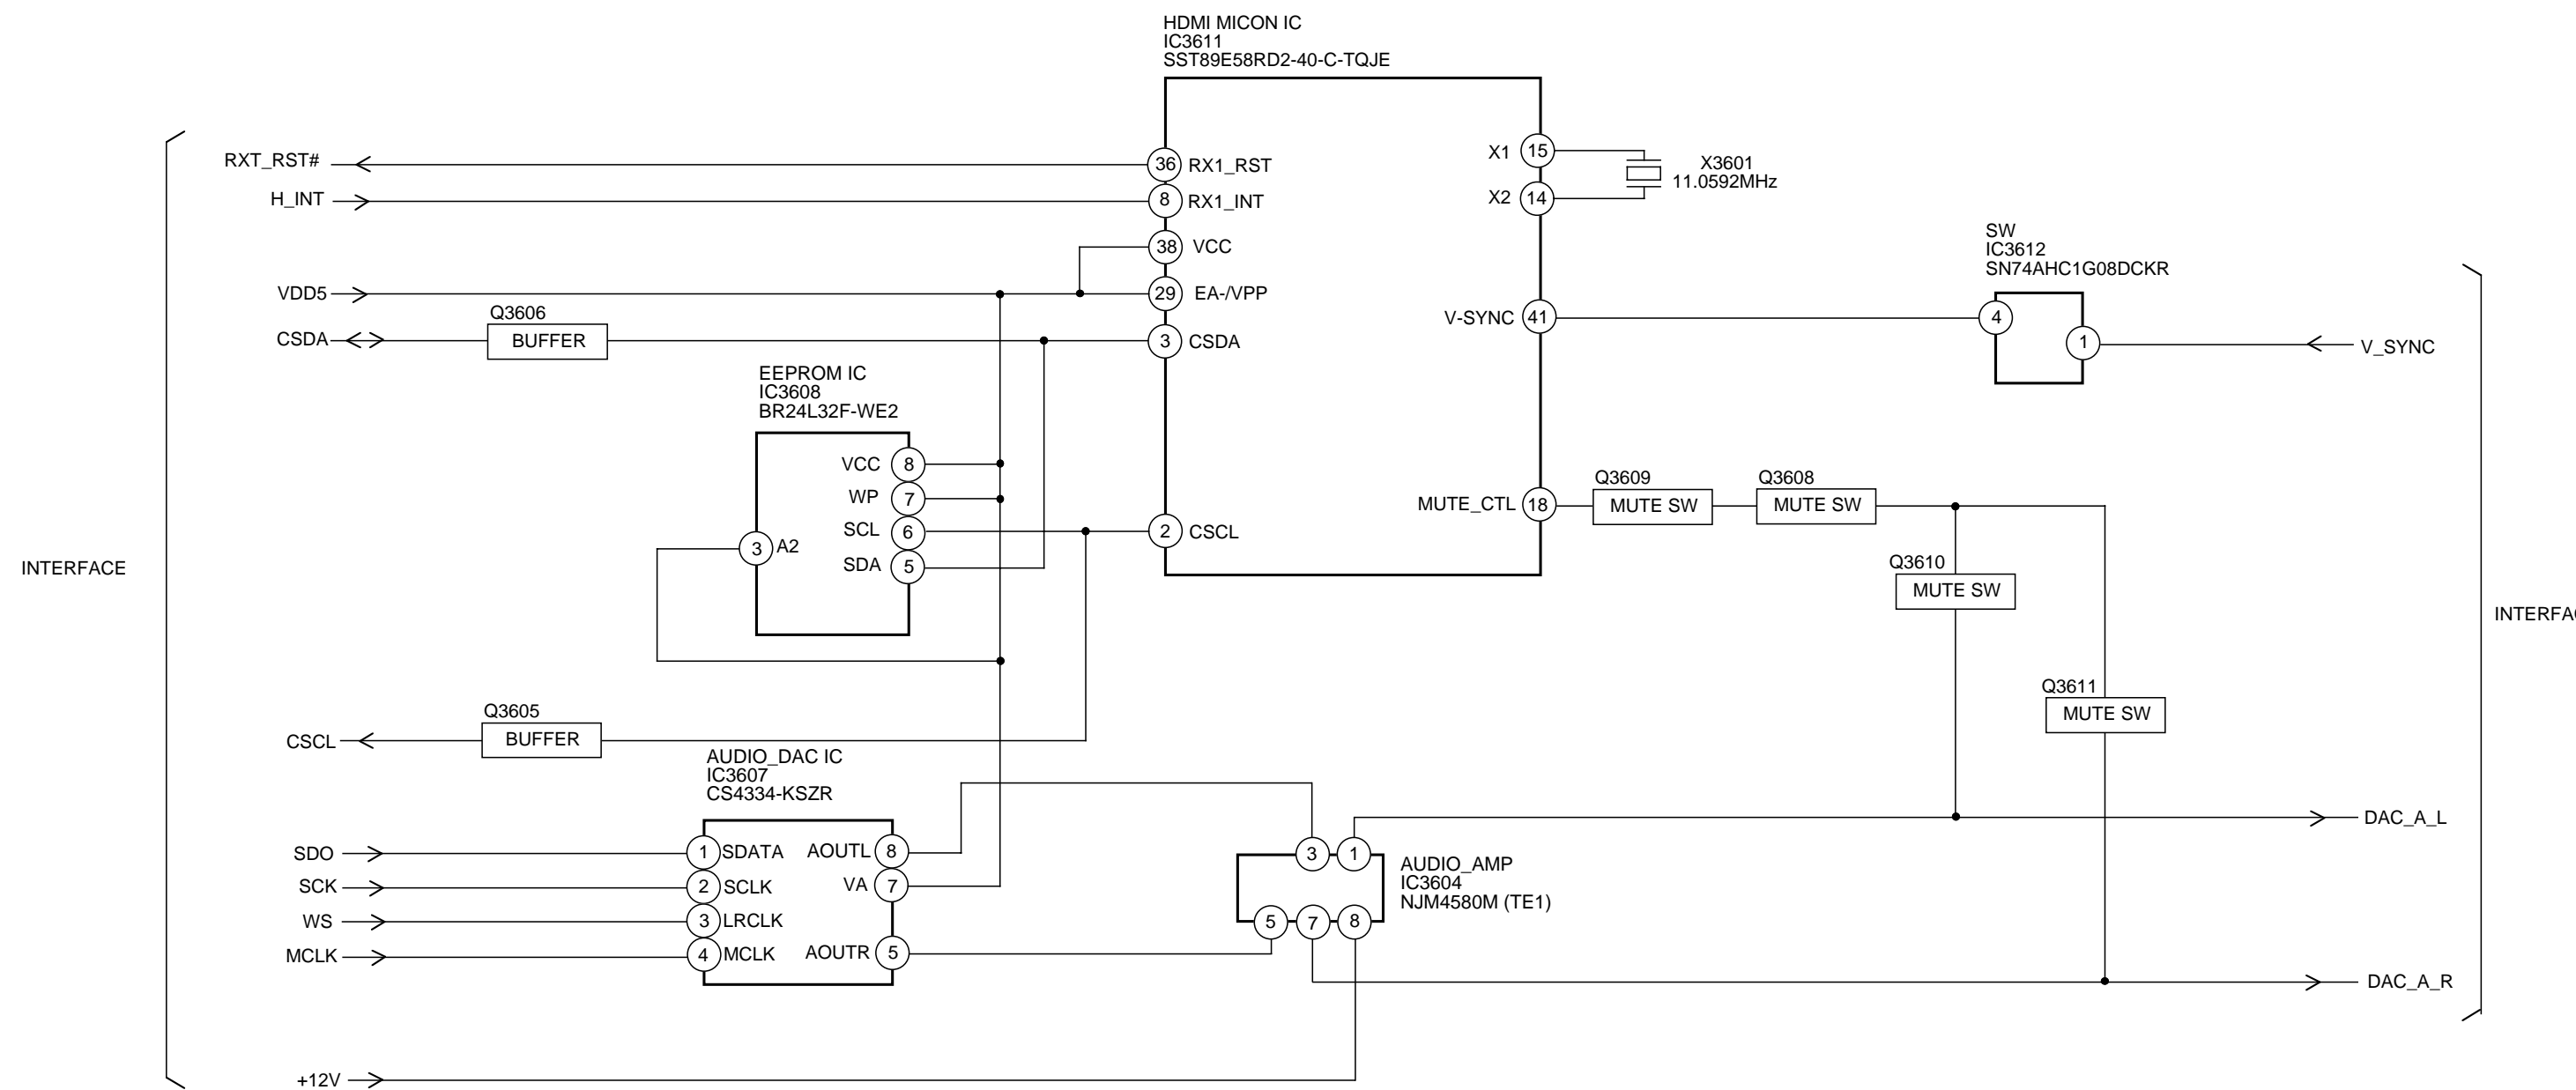 HDMI MICON IC
IC3611
SST89E58RD2-40-C-TQJE
RXT_RST#
36
RX1_RST
H_INT
8
RX1_INT
38
VCC
VDD5
29
EA-/VPP
Q3606
CSDA
BUFFER
3
CSDA
X1
15
X2
14
X3601
11.0592MHz
SW
IC3612
SN74AHC1G08DCKR
V-SYNC
41
4
1
V_SYNC
EEPROM IC
IC3608
BR24L32F-WE2
VCC
8
WP
7
SCL
6
SDA
5
3
A2
2
CSCL
MUTE_CTL
18
Q3609
MUTE SW
Q3608
MUTE SW
Q3610
MUTE SW
Q3611
MUTE SW
INTERFACE
INTERFA
Q3605
CSCL
BUFFER
AUDIO_DAC IC
IC3607
CS4334-KSZR
SDO
1
SDATA
AOUTL
8
SCK
2
SCLK
VA
7
WS
3
LRCLK
MCLK
4
MCLK
AOUTR
5
3
1
5
7
8
AUDIO_AMP
IC3604
NJM4580M (TE1)
DAC_A_L
DAC_A_R
+12V